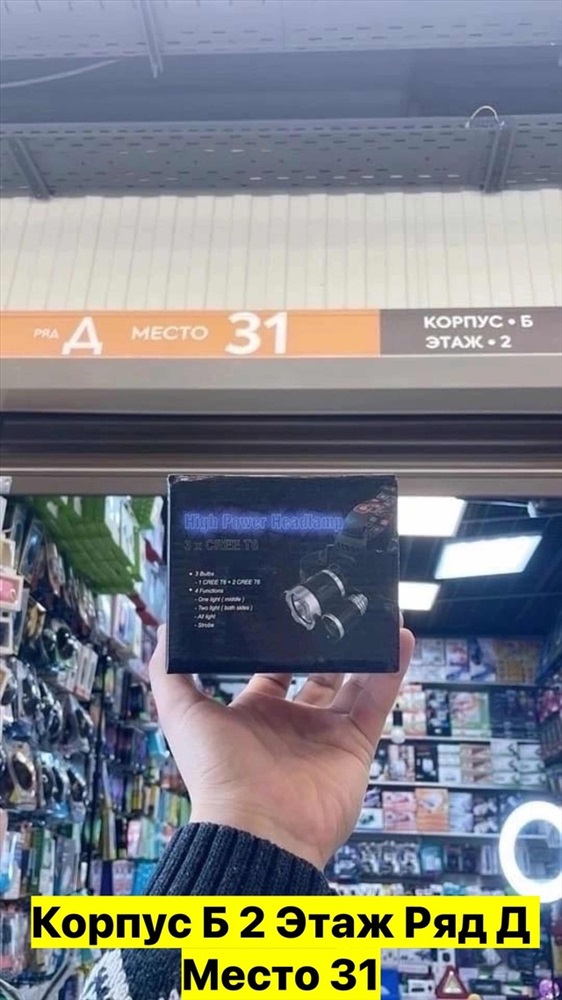 РЯД Д МЕСТО 31
КОРПУС • Б
ЭТАЖ • 2
High Power Headlamp
3 x CREE T6
• 3 Bulbs
- 1 CREE T6 + 2 CREE T6
• 4 Functions
- One light ( middle )
- Two light ( both sides )
- All light
- Strobe
Корпус Б 2 Этаж Ряд Д
Место 31